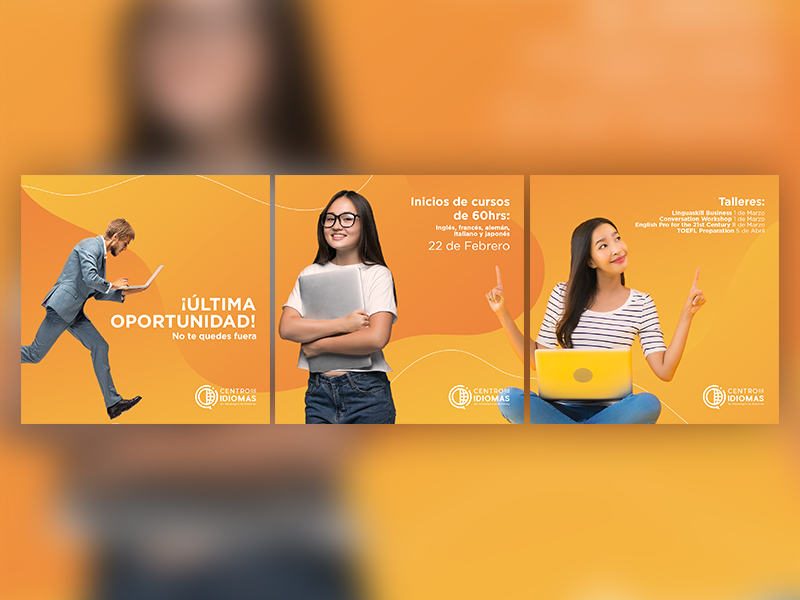 ¡ÚLTIMA
OPORTUNIDAD!
No te quedes fuera
CENTRO DE
IDIOMAS
Inicios de cursos
de 60hrs:
Inglés, francés, alemán,
italiano y japonés
22 de Febrero
CENTRO DE
IDIOMAS
Talleres:
Linguaskill Business 1 de Marzo
Conversation Workshop 1 de Marzo
English Pro for the 21st Century 8 de Marzo
TOEFL Preparation 5 de Abril
CENTRO DE
IDIOMAS